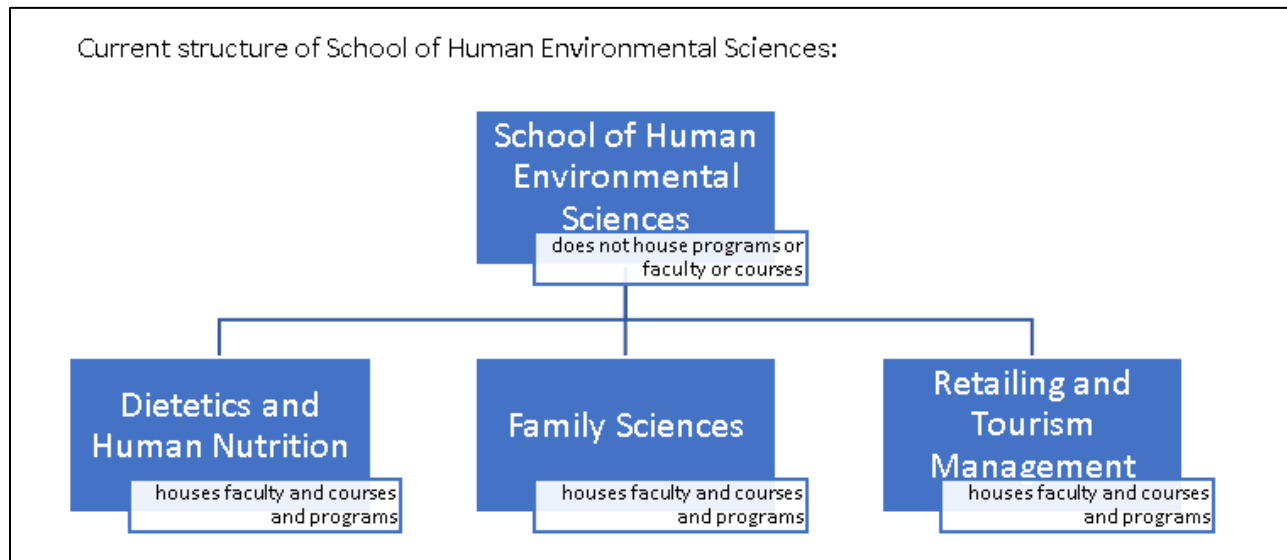 Current structure of School of Human Environmental Sciences:
School of Human
Environmental
Sciences
does not house programs or
faculty or courses
Dietetics and
Human Nutrition
houses faculty and courses
and programs
Family Sciences
houses faculty and courses
and programs
Retailing and
Tourism
Management
houses faculty and courses
and programs